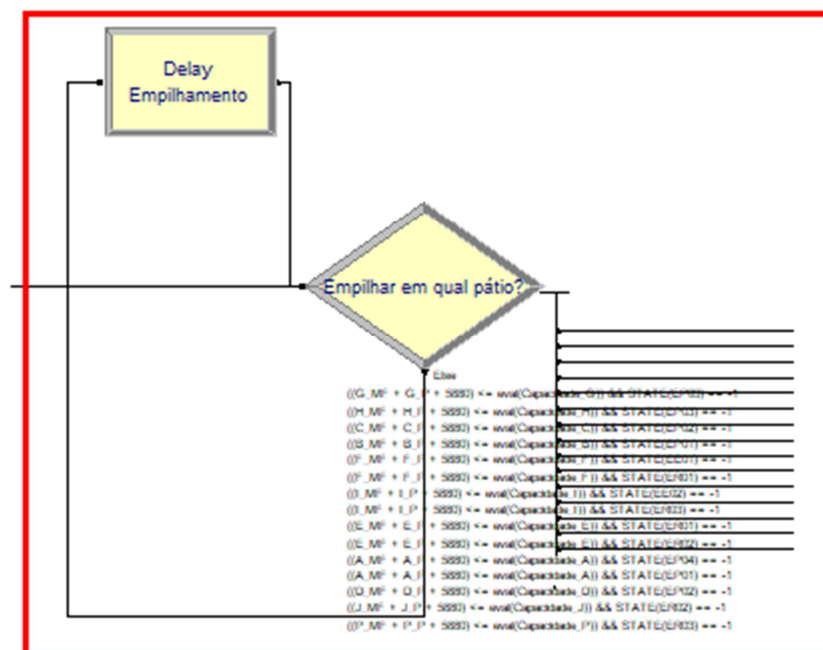 Delay
Empilhamento
Empilhar em qual pátio?
Else
((G_MF + G_P + 5880) <= eval(Capacidade_G)) && STATE(EP03) == -1
((H_MF + H_P + 5880) <= eval(Capacidade_H)) && STATE(EP03) == -1
((C_MF + C_P + 5880) <= eval(Capacidade_C)) && STATE(EP02) == -1
((B_MF + B_P + 5880) <= eval(Capacidade_B)) && STATE(EP01) == -1
((F_MF + F_P + 5880) <= eval(Capacidade_F)) && STATE(EE01) == -1
((F_MF + F_P + 5880) <= eval(Capacidade_F)) && STATE(ER01) == -1
((I_MF + I_P + 5880) <= eval(Capacidade_I)) && STATE(EE02) == -1
((I_MF + I_P + 5880) <= eval(Capacidade_I)) && STATE(ER03) == -1
((E_MF + E_P + 5880) <= eval(Capacidade_E)) && STATE(ER01) == -1
((E_MF + E_P + 5880) <= eval(Capacidade_E)) && STATE(ER02) == -1
((A_MF + A_P + 5880) <= eval(Capacidade_A)) && STATE(EP04) == -1
((A_MF + A_P + 5880) <= eval(Capacidade_A)) && STATE(EP01) == -1
((D_MF + D_P + 5880) <= eval(Capacidade_D)) && STATE(EP02) == -1
((J_MF + J_P + 5880) <= eval(Capacidade_J)) && STATE(ER02) == -1
((P_MF + P_P + 5880) <= eval(Capacidade_P)) && STATE(ER03) == -1